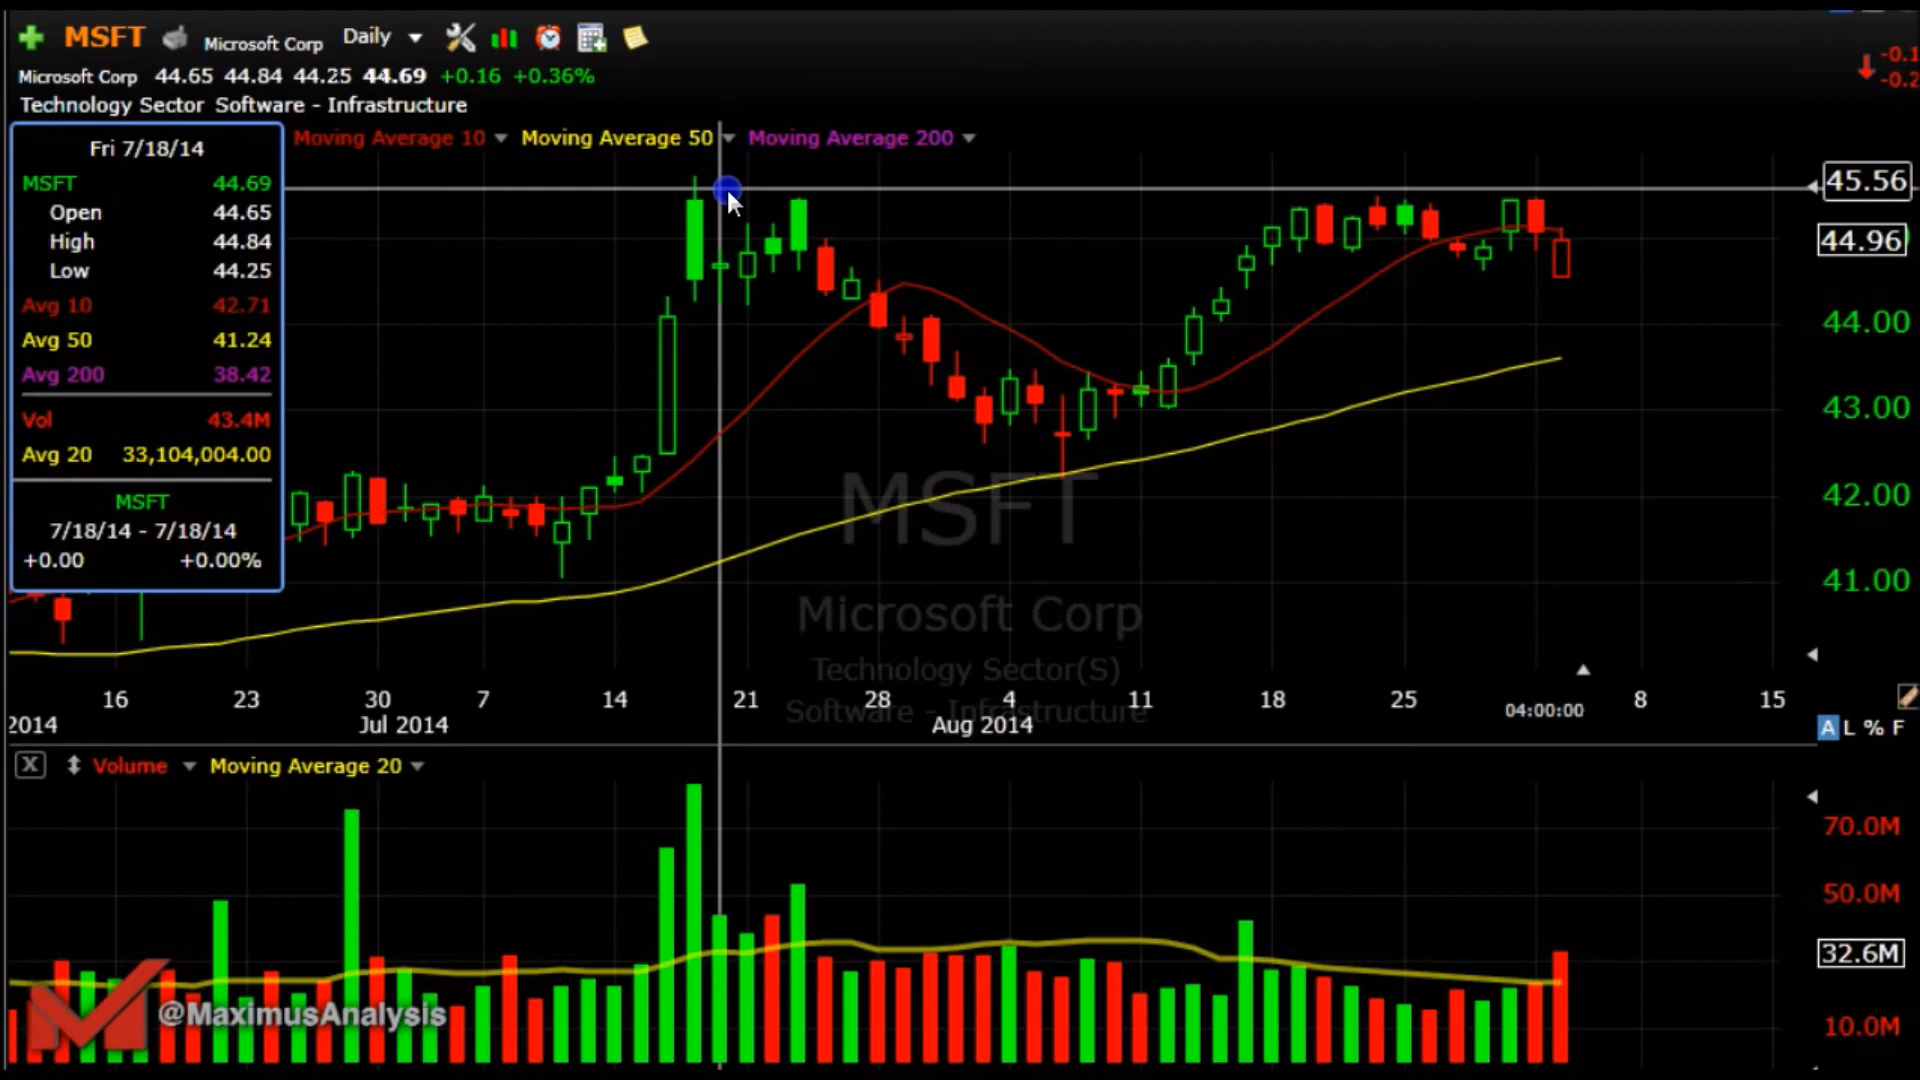 MSFT Microsoft Corp Daily
Microsoft Corp 44.65 44.84 44.25 44.69 +0.16 +0.36%
Technology Sector Software - Infrastructure
Moving Average 10 Moving Average 50 Moving Average 200
Fri 7/18/14
MSFT 44.69
Open 44.65
High 44.84
Low 44.25
Avg 10 42.71
Avg 50 41.24
Avg 200 38.42
Vol 43.4M
Avg 20 33,104,004.00
MSFT
7/18/14 - 7/18/14
+0.00 +0.00%
45.56
44.96
44.00
43.00
42.00
41.00
MSFT
Microsoft Corp
Technology Sector(S)
Software - Infrastructure
16 23 30 7 14 21 28 4 11 18 25 04:00:00 8 15
2014 Jul 2014 Aug 2014
A L % F
X Volume Moving Average 20
70.0M
50.0M
32.6M
10.0M
@MaximusAnalysis